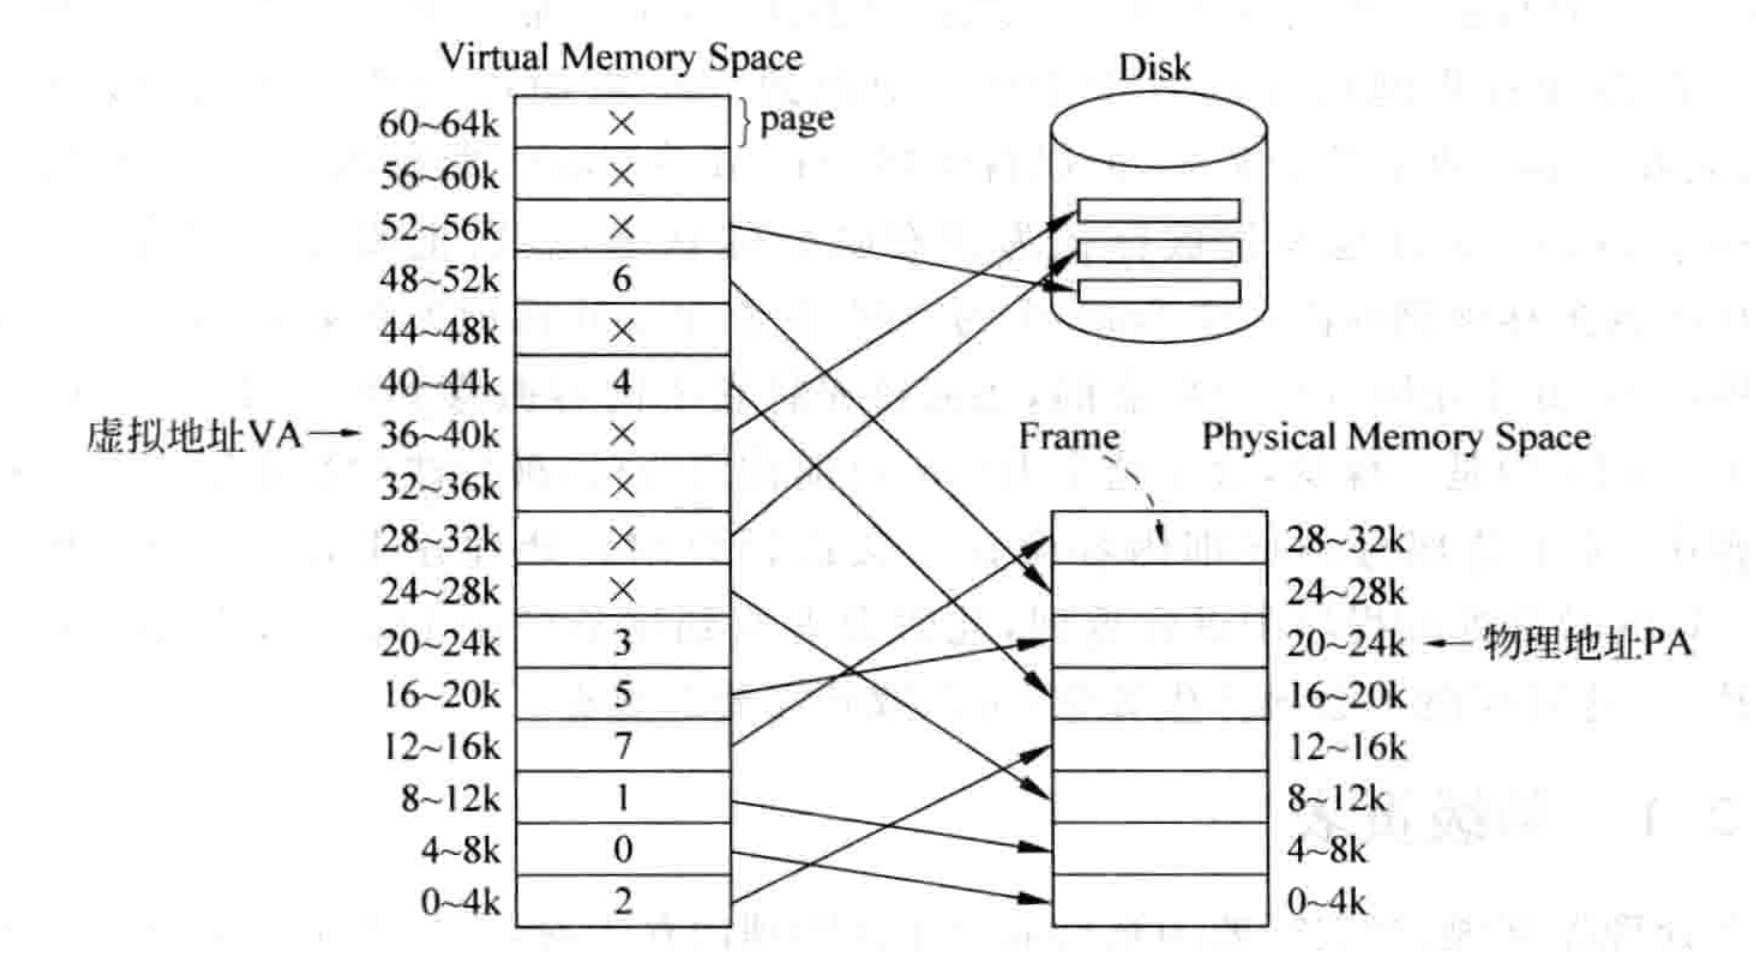 Virtual Memory Space
Disk
60~64k × page
56~60k ×
52~56k ×
48~52k 6
44~48k ×
40~44k 4
虚拟地址VA 36~40k ×
Frame Physical Memory Space
32~36k ×
28~32k × 28~32k
24~28k × 24~28k
20~24k 3 20~24k 物理地址PA
16~20k 5 16~20k
12~16k 7 12~16k
8~12k 1 8~12k
4~8k 0 4~8k
0~4k 2 0~4k